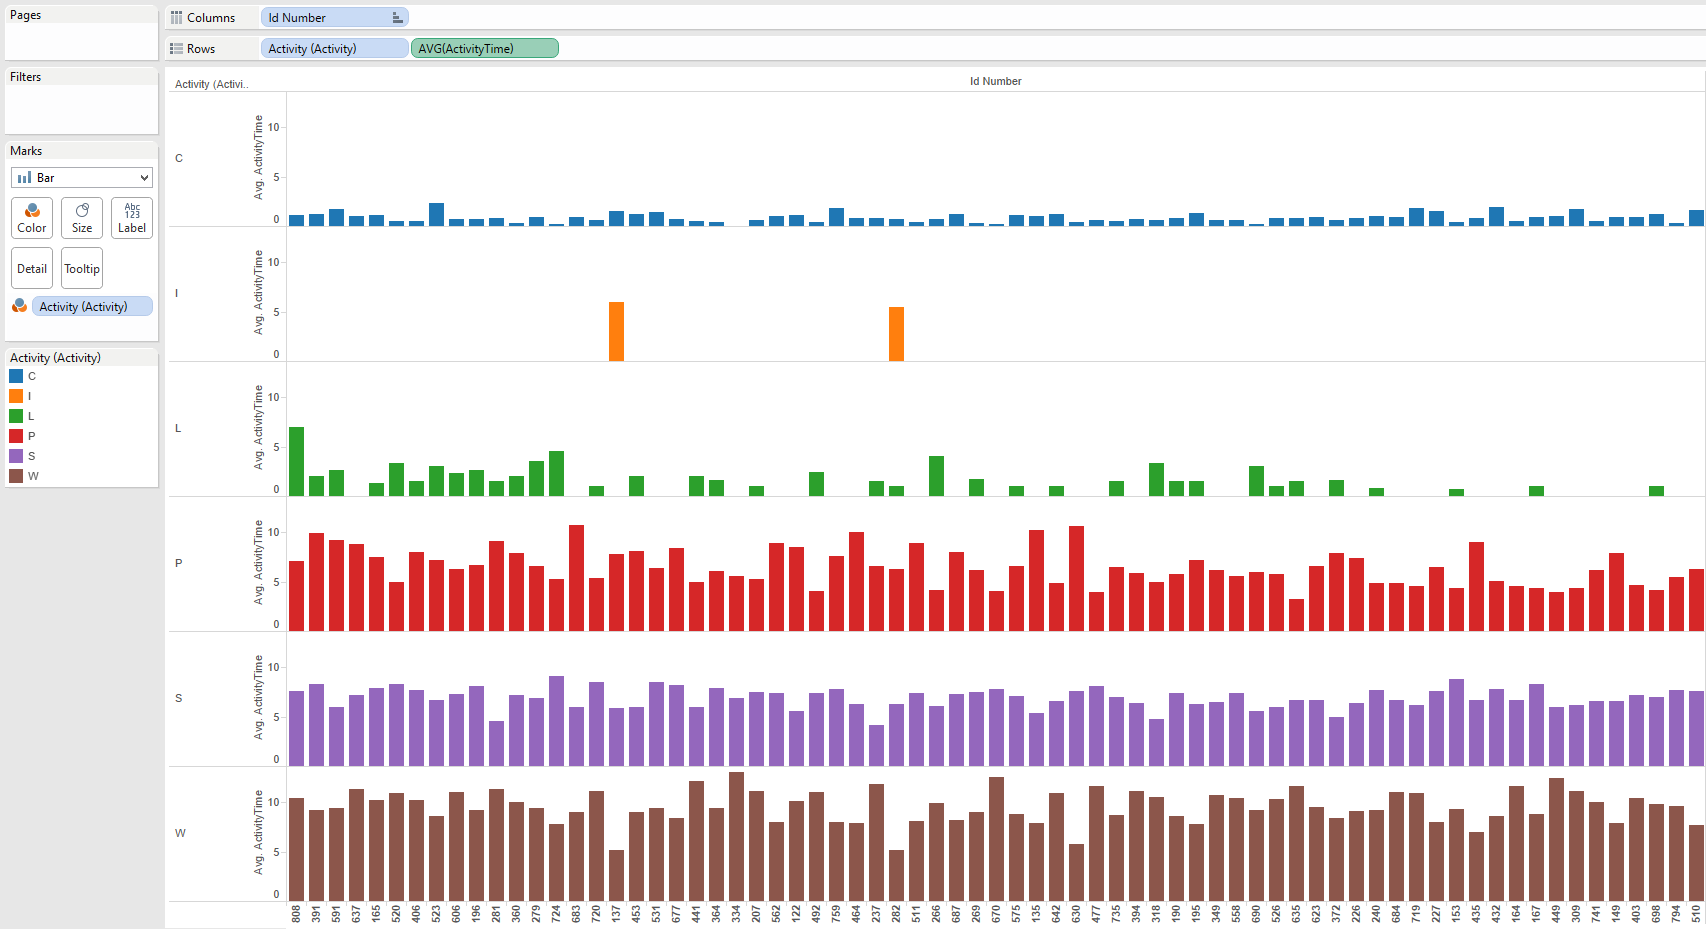 Pages
Filters
Marks
Bar
Color
Size
Abc
123
Label
Detail
Tooltip
Activity (Activity)
Activity (Activity)
C
I
L
P
S
W
Columns
Id Number
Rows
Activity (Activity)
AVG(ActivityTime)
Activity (Activi..
Id Number
C
Avg. ActivityTime
10
5
0
I
Avg. ActivityTime
10
5
0
L
Avg. ActivityTime
10
5
0
P
Avg. ActivityTime
10
5
0
S
Avg. ActivityTime
10
5
0
W
Avg. ActivityTime
10
5
0
808 391 591 637 165 520 406 523 606 196 281 360 279 724 683 720 137 453 531 677 441 364 334 207 562 122 492 759 464 237 282 511 266 687 269 670 575 135 642 630 477 735 394 318 190 195 349 558 690 526 635 623 372 226 240 684 719 227 153 435 432 164 167 449 309 741 149 403 698 794 510